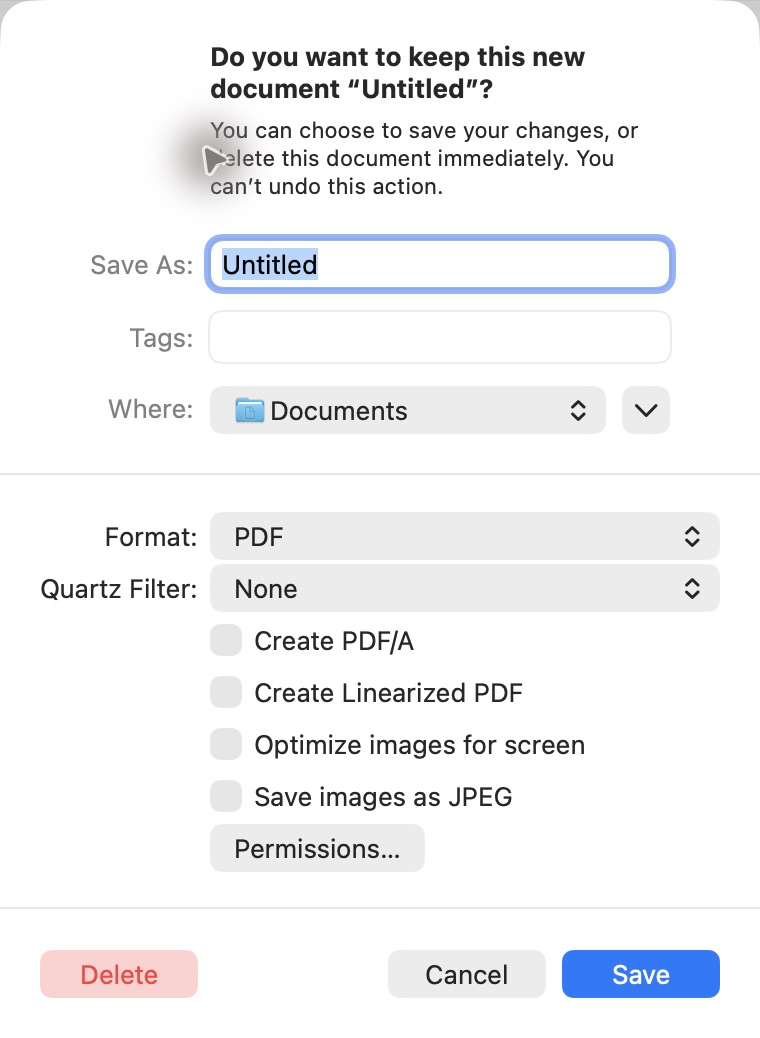 Do you want to keep this new
document “Untitled”?
You can choose to save your changes, or
delete this document immediately. You
can’t undo this action.
Save As: Untitled
Tags:
Where: Documents
Format: PDF
Quartz Filter: None
Create PDF/A
Create Linearized PDF
Optimize images for screen
Save images as JPEG
Permissions...
Delete Cancel Save